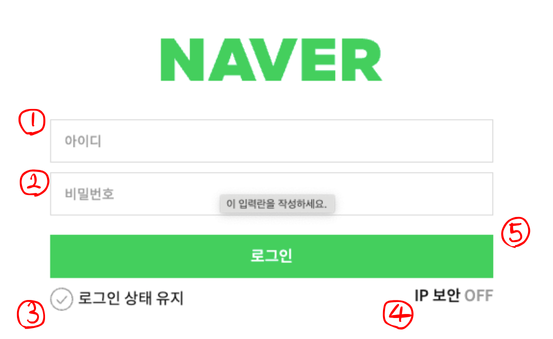 NAVER
① 아이디
② 비밀번호
이 입력란을 작성하세요.
⑤
로그인
③ 로그인 상태 유지
④ IP 보안 OFF